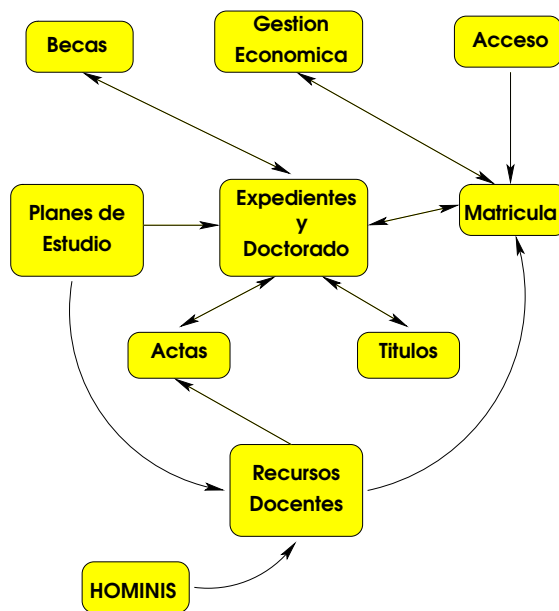 Becas
Gestion
Economica
Acceso
Planes de
Estudio
Expedientes
y
Doctorado
Matricula
Actas
Titulos
Recursos
Docentes
HOMINIS